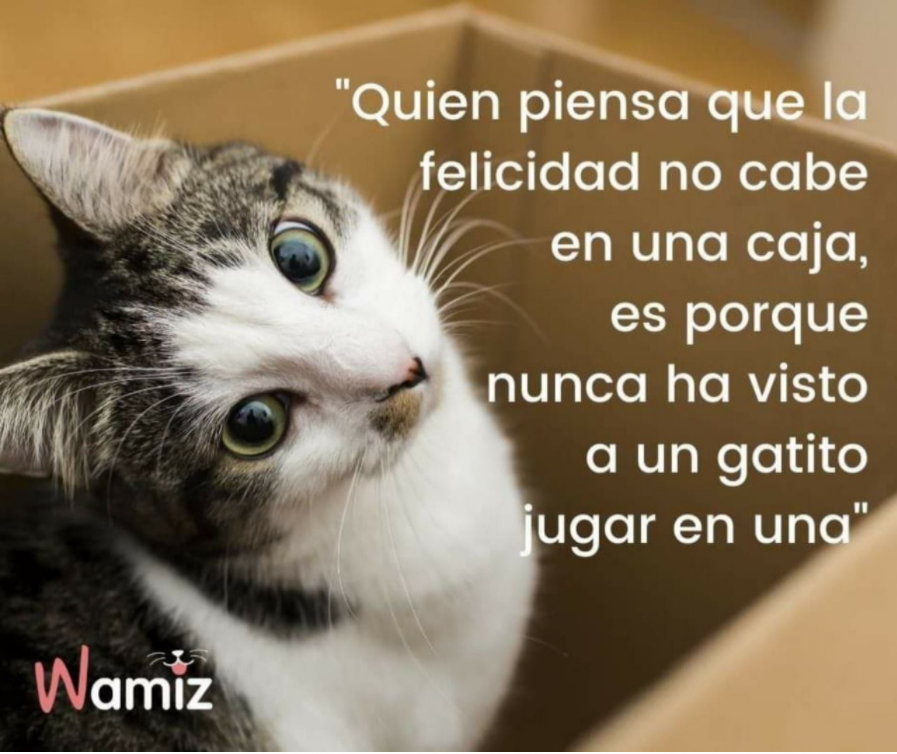 "Quien piensa que la
felicidad no cabe
en una caja,
es porque
nunca ha visto
a un gatito
jugar en una"
Wamiz